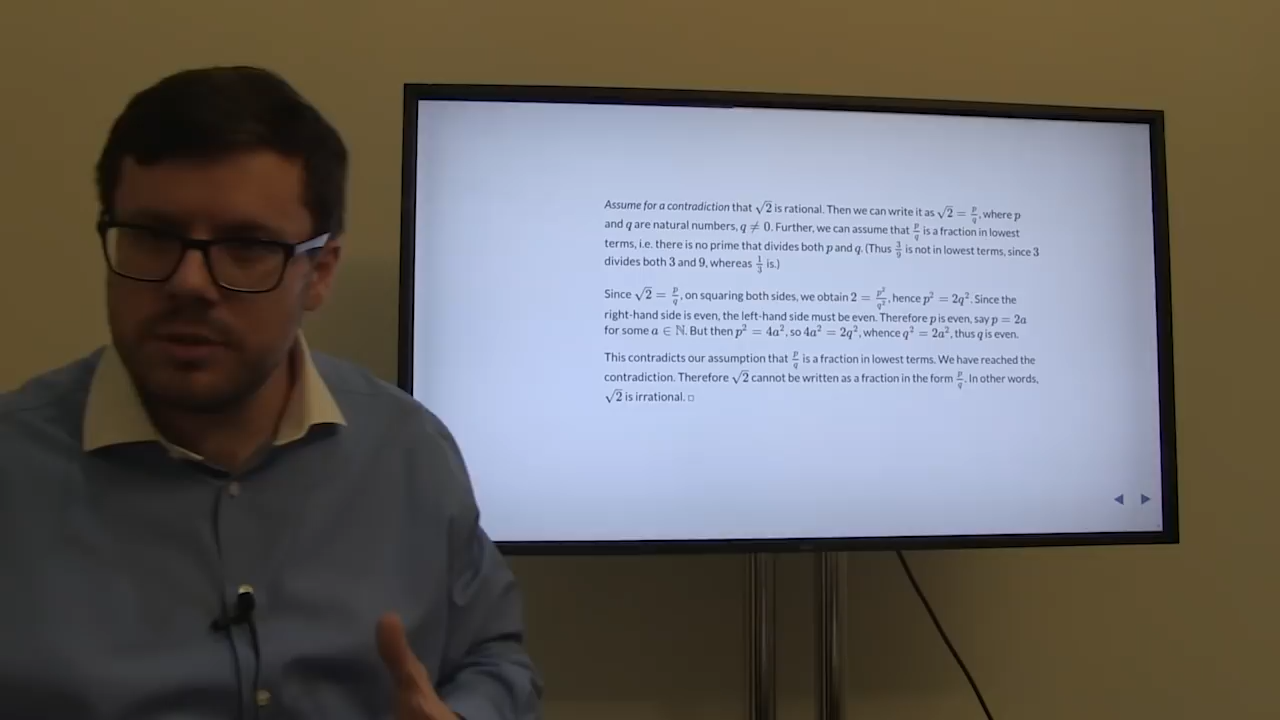 Assume for a contradiction that √2 is rational. Then we can write it as √2 = p/q, where p
and q are natural numbers, q ≠ 0. Further, we can assume that p/q is a fraction in lowest
terms, i.e. there is no prime that divides both p and q. (Thus 3/9 is not in lowest terms, since 3
divides both 3 and 9, whereas 1/3 is.)
Since √2 = p/q, on squaring both sides, we obtain 2 = p²/q², hence p² = 2q². Since the
right-hand side is even, the left-hand side must be even. Therefore p is even, say p = 2a
for some a ∈ ℕ. But then p² = 4a², so 4a² = 2q², whence q² = 2a², thus q is even.
This contradicts our assumption that p/q is a fraction in lowest terms. We have reached the
contradiction. Therefore √2 cannot be written as a fraction in the form p/q. In other words,
√2 is irrational. □